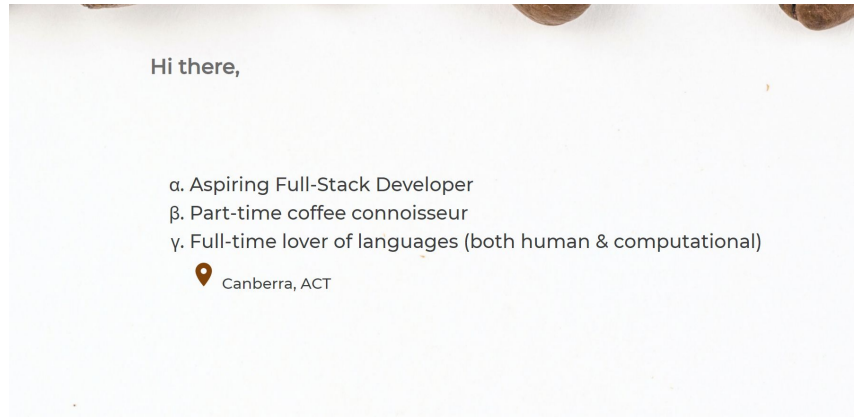 Hi there,
α. Aspiring Full-Stack Developer
β. Part-time coffee connoisseur
γ. Full-time lover of languages (both human & computational)
Canberra, ACT